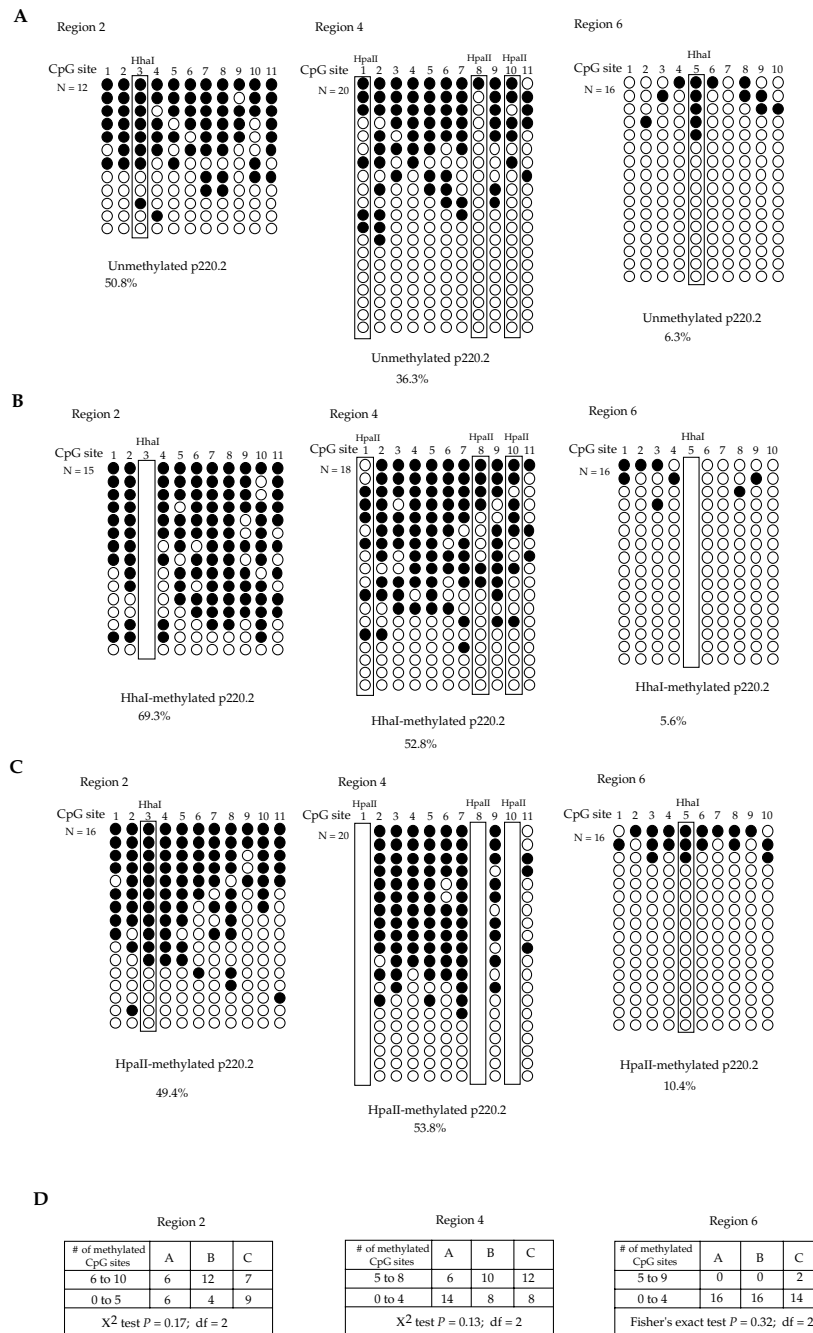 A
Region 2
Region 4
Region 6
HhaI
HpaII
HpaII
HpaII
HhaI
CpG site
1 2 3 4 5 6 7 8 9 10 11
N = 12
CpG site
1 2 3 4 5 6 7 8 9 10 11
N = 20
CpG site
1 2 3 4 5 6 7 8 9 10
N = 16
Unmethylated p220.2
50.8%
Unmethylated p220.2
36.3%
Unmethylated p220.2
6.3%
B
Region 2
Region 4
Region 6
HhaI
HpaII
HpaII
HpaII
HhaI
CpG site
1 2 3 4 5 6 7 8 9 10 11
N = 15
CpG site
1 2 3 4 5 6 7 8 9 10 11
N = 18
CpG site
1 2 3 4 5 6 7 8 9 10
N = 16
HhaI-methylated p220.2
69.3%
HhaI-methylated p220.2
52.8%
HhaI-methylated p220.2
5.6%
C
Region 2
Region 4
Region 6
HhaI
HpaII
HpaII
HpaII
HhaI
CpG site
1 2 3 4 5 6 7 8 9 10 11
N = 16
CpG site
1 2 3 4 5 6 7 8 9 10 11
N = 20
CpG site
1 2 3 4 5 6 7 8 9 10
N = 16
HpaII-methylated p220.2
49.4%
HpaII-methylated p220.2
53.8%
HpaII-methylated p220.2
10.4%
D
Region 2
# of methylated
CpG sites
A B C
6 to 10 6 12 7
0 to 5 6 4 9
X2 test P = 0.17; df = 2
Region 4
# of methylated
CpG sites
A B C
5 to 8 6 10 12
0 to 4 14 8 8
X2 test P = 0.13; df = 2
Region 6
# of methylated
CpG sites
A B C
5 to 9 0 0 2
0 to 4 16 16 14
Fisher's exact test P = 0.32; df = 2